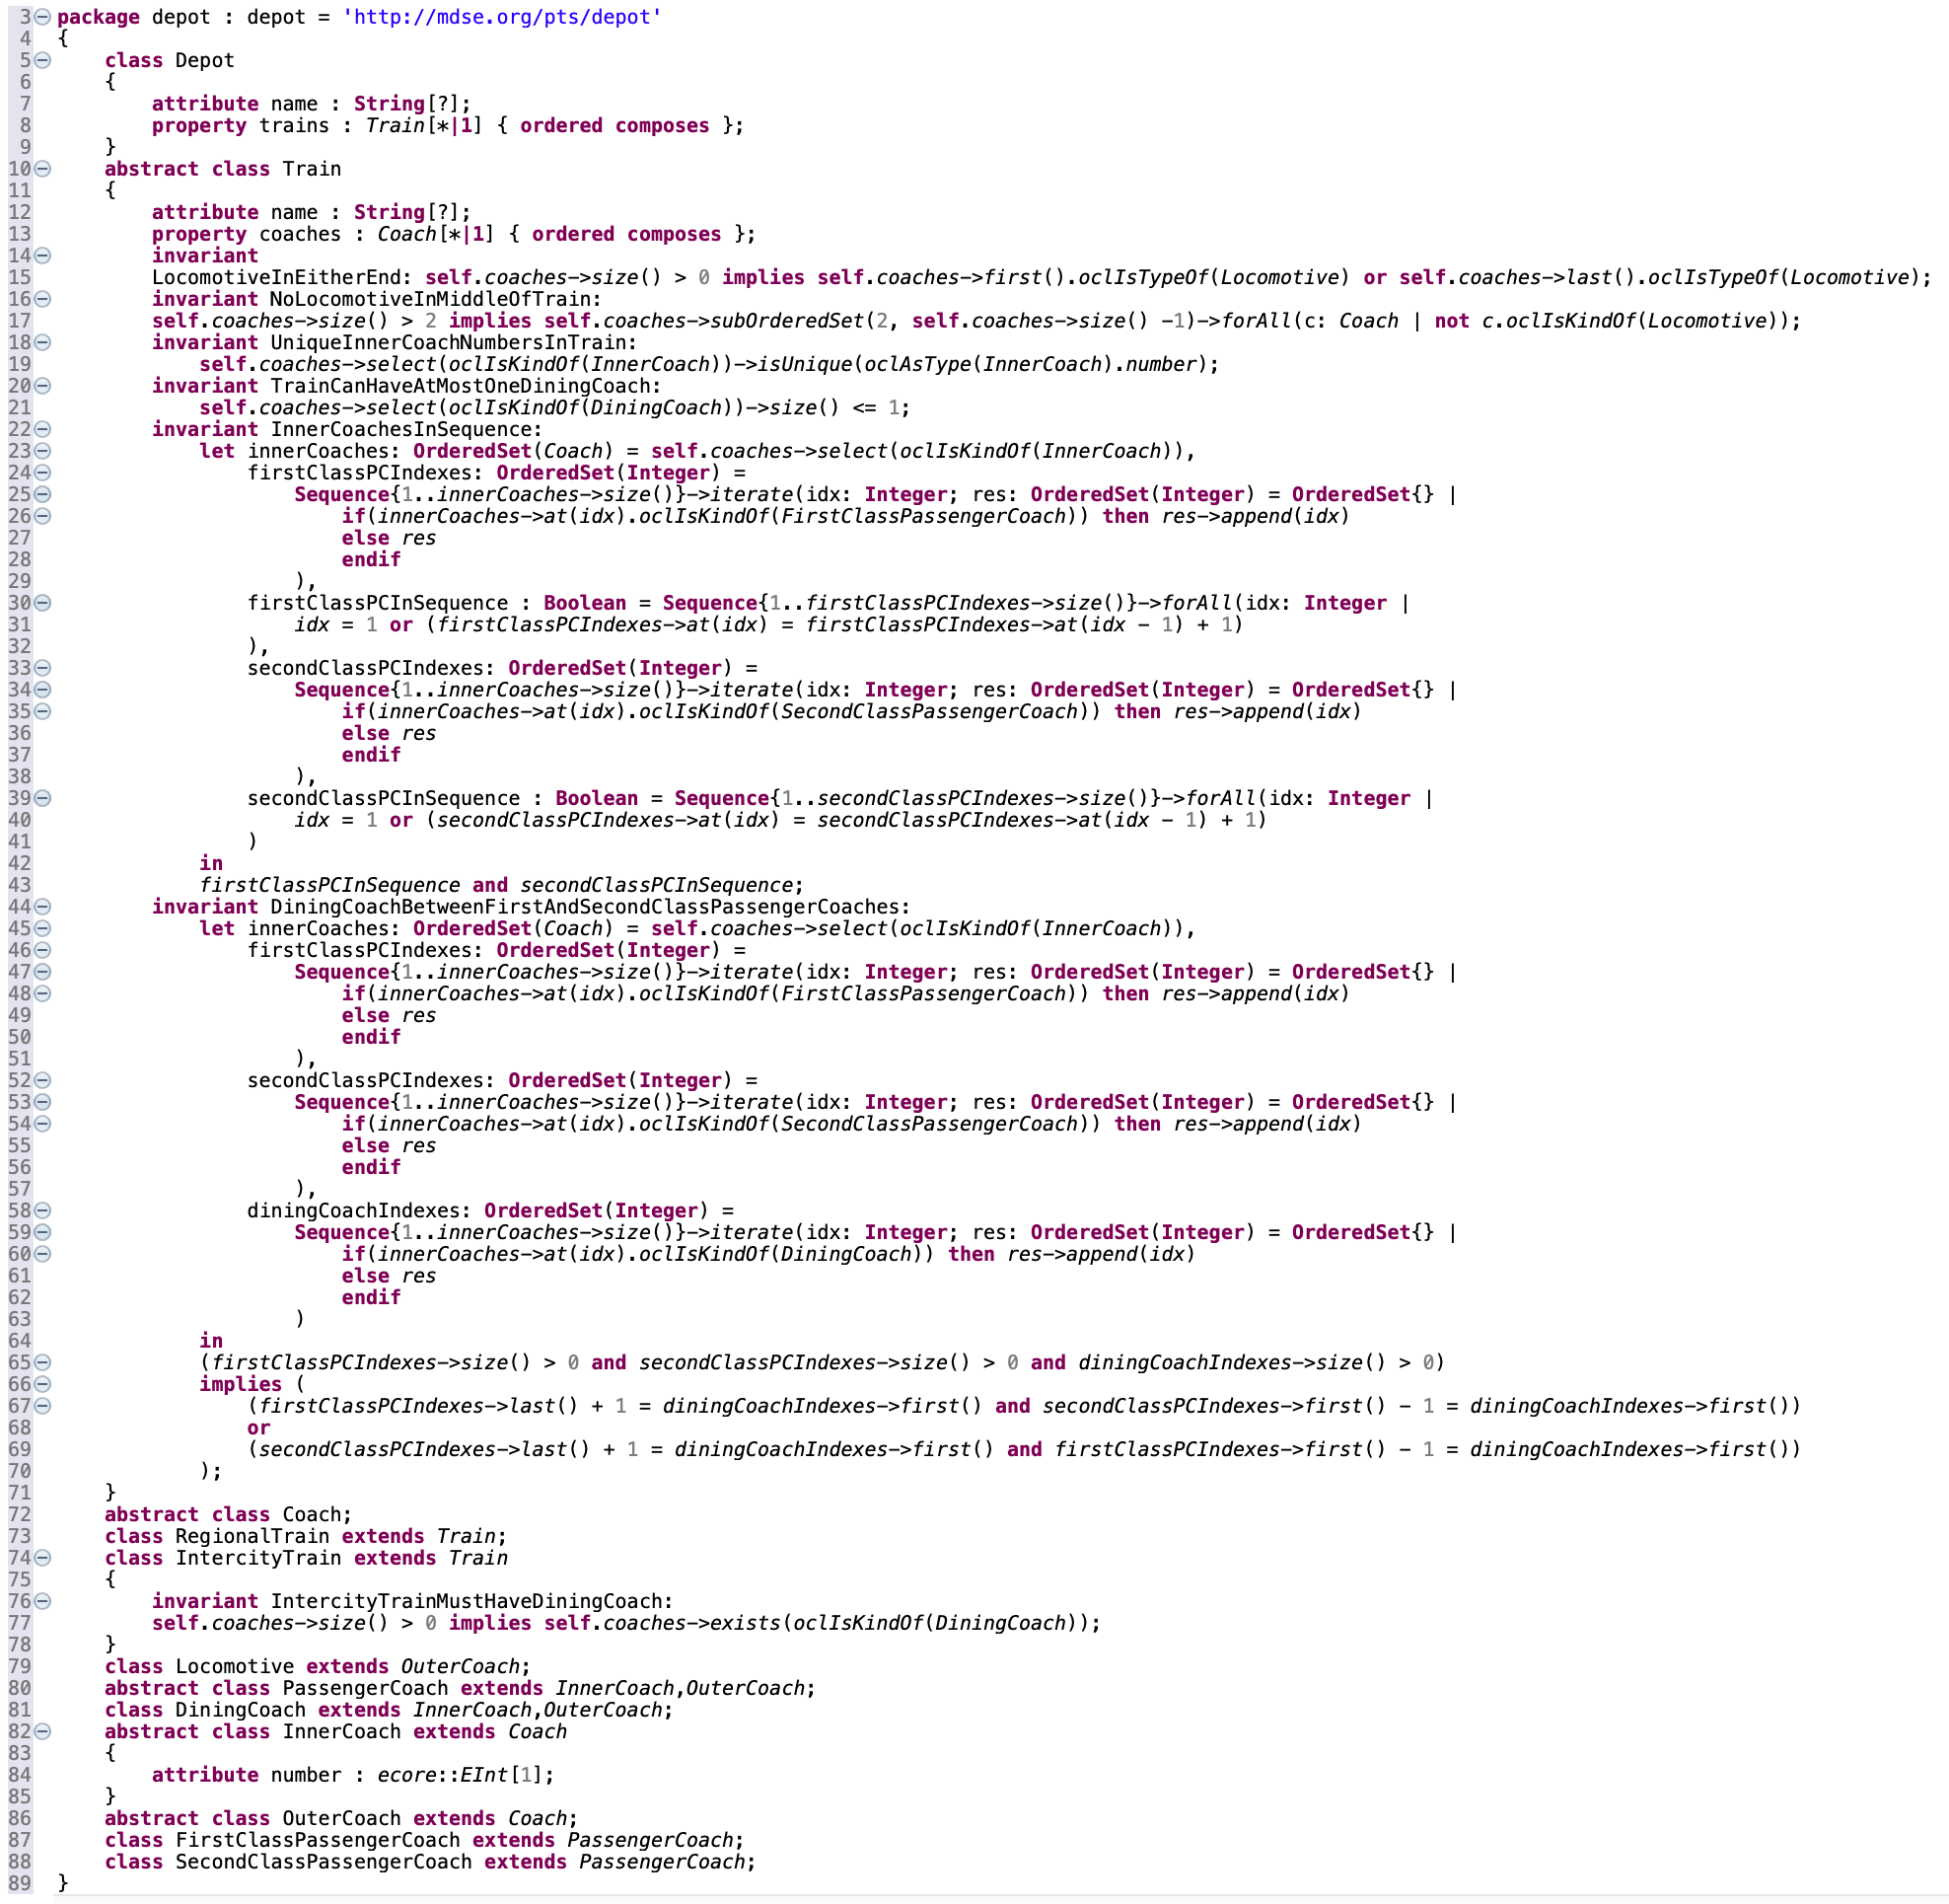 3 package depot : depot = 'http://mdse.org/pts/depot'
4 {
5     class Depot
6     {
7         attribute name : String[?];
8         property trains : Train[*|1] { ordered composes };
9     }
10     abstract class Train
11     {
12         attribute name : String[?];
13         property coaches : Coach[*|1] { ordered composes };
14         invariant
15         LocomotiveInEitherEnd: self.coaches->size() > 0 implies self.coaches->first().oclIsTypeOf(Locomotive) or self.coaches->last().oclIsTypeOf(Locomotive);
16         invariant NoLocomotiveInMiddleOfTrain:
17         self.coaches->size() > 2 implies self.coaches->subOrderedSet(2, self.coaches->size() -1)->forAll(c: Coach | not c.oclIsKindOf(Locomotive));
18         invariant UniqueInnerCoachNumbersInTrain:
19             self.coaches->select(oclIsKindOf(InnerCoach))->isUnique(oclAsType(InnerCoach).number);
20         invariant TrainCanHaveAtMostOneDiningCoach:
21             self.coaches->select(oclIsKindOf(DiningCoach))->size() <= 1;
22         invariant InnerCoachesInSequence:
23             let innerCoaches: OrderedSet(Coach) = self.coaches->select(oclIsKindOf(InnerCoach)),
24                 firstClassPCIndexes: OrderedSet(Integer) =
25                     Sequence{1..innerCoaches->size()}->iterate(idx: Integer; res: OrderedSet(Integer) = OrderedSet{} |
26                         if(innerCoaches->at(idx).oclIsKindOf(FirstClassPassengerCoach)) then res->append(idx)
27                         else res
28                         endif
29                     ),
30                 firstClassPCInSequence : Boolean = Sequence{1..firstClassPCIndexes->size()}->forAll(idx: Integer |
31                     idx = 1 or (firstClassPCIndexes->at(idx) = firstClassPCIndexes->at(idx - 1) + 1)
32                 ),
33                 secondClassPCIndexes: OrderedSet(Integer) =
34                     Sequence{1..innerCoaches->size()}->iterate(idx: Integer; res: OrderedSet(Integer) = OrderedSet{} |
35                         if(innerCoaches->at(idx).oclIsKindOf(SecondClassPassengerCoach)) then res->append(idx)
36                         else res
37                         endif
38                     ),
39                 secondClassPCInSequence : Boolean = Sequence{1..secondClassPCIndexes->size()}->forAll(idx: Integer |
40                     idx = 1 or (secondClassPCIndexes->at(idx) = secondClassPCIndexes->at(idx - 1) + 1)
41                 )
42             in
43             firstClassPCInSequence and secondClassPCInSequence;
44         invariant DiningCoachBetweenFirstAndSecondClassPassengerCoaches:
45             let innerCoaches: OrderedSet(Coach) = self.coaches->select(oclIsKindOf(InnerCoach)),
46                 firstClassPCIndexes: OrderedSet(Integer) =
47                     Sequence{1..innerCoaches->size()}->iterate(idx: Integer; res: OrderedSet(Integer) = OrderedSet{} |
48                         if(innerCoaches->at(idx).oclIsKindOf(FirstClassPassengerCoach)) then res->append(idx)
49                         else res
50                         endif
51                     ),
52                 secondClassPCIndexes: OrderedSet(Integer) =
53                     Sequence{1..innerCoaches->size()}->iterate(idx: Integer; res: OrderedSet(Integer) = OrderedSet{} |
54                         if(innerCoaches->at(idx).oclIsKindOf(SecondClassPassengerCoach)) then res->append(idx)
55                         else res
56                         endif
57                     ),
58                 diningCoachIndexes: OrderedSet(Integer) =
59                     Sequence{1..innerCoaches->size()}->iterate(idx: Integer; res: OrderedSet(Integer) = OrderedSet{} |
60                         if(innerCoaches->at(idx).oclIsKindOf(DiningCoach)) then res->append(idx)
61                         else res
62                         endif
63                     )
64             in
65             (firstClassPCIndexes->size() > 0 and secondClassPCIndexes->size() > 0 and diningCoachIndexes->size() > 0)
66             implies (
67                 (firstClassPCIndexes->last() + 1 = diningCoachIndexes->first() and secondClassPCIndexes->first() - 1 = diningCoachIndexes->first())
68                 or
69                 (secondClassPCIndexes->last() + 1 = diningCoachIndexes->first() and firstClassPCIndexes->first() - 1 = diningCoachIndexes->first())
70             );
71     }
72     abstract class Coach;
73     class RegionalTrain extends Train;
74     class IntercityTrain extends Train
75     {
76         invariant IntercityTrainMustHaveDiningCoach:
77         self.coaches->size() > 0 implies self.coaches->exists(oclIsKindOf(DiningCoach));
78     }
79     class Locomotive extends OuterCoach;
80     abstract class PassengerCoach extends InnerCoach,OuterCoach;
81     class DiningCoach extends InnerCoach,OuterCoach;
82     abstract class InnerCoach extends Coach
83     {
84         attribute number : ecore::EInt[1];
85     }
86     abstract class OuterCoach extends Coach;
87     class FirstClassPassengerCoach extends PassengerCoach;
88     class SecondClassPassengerCoach extends PassengerCoach;
89 }